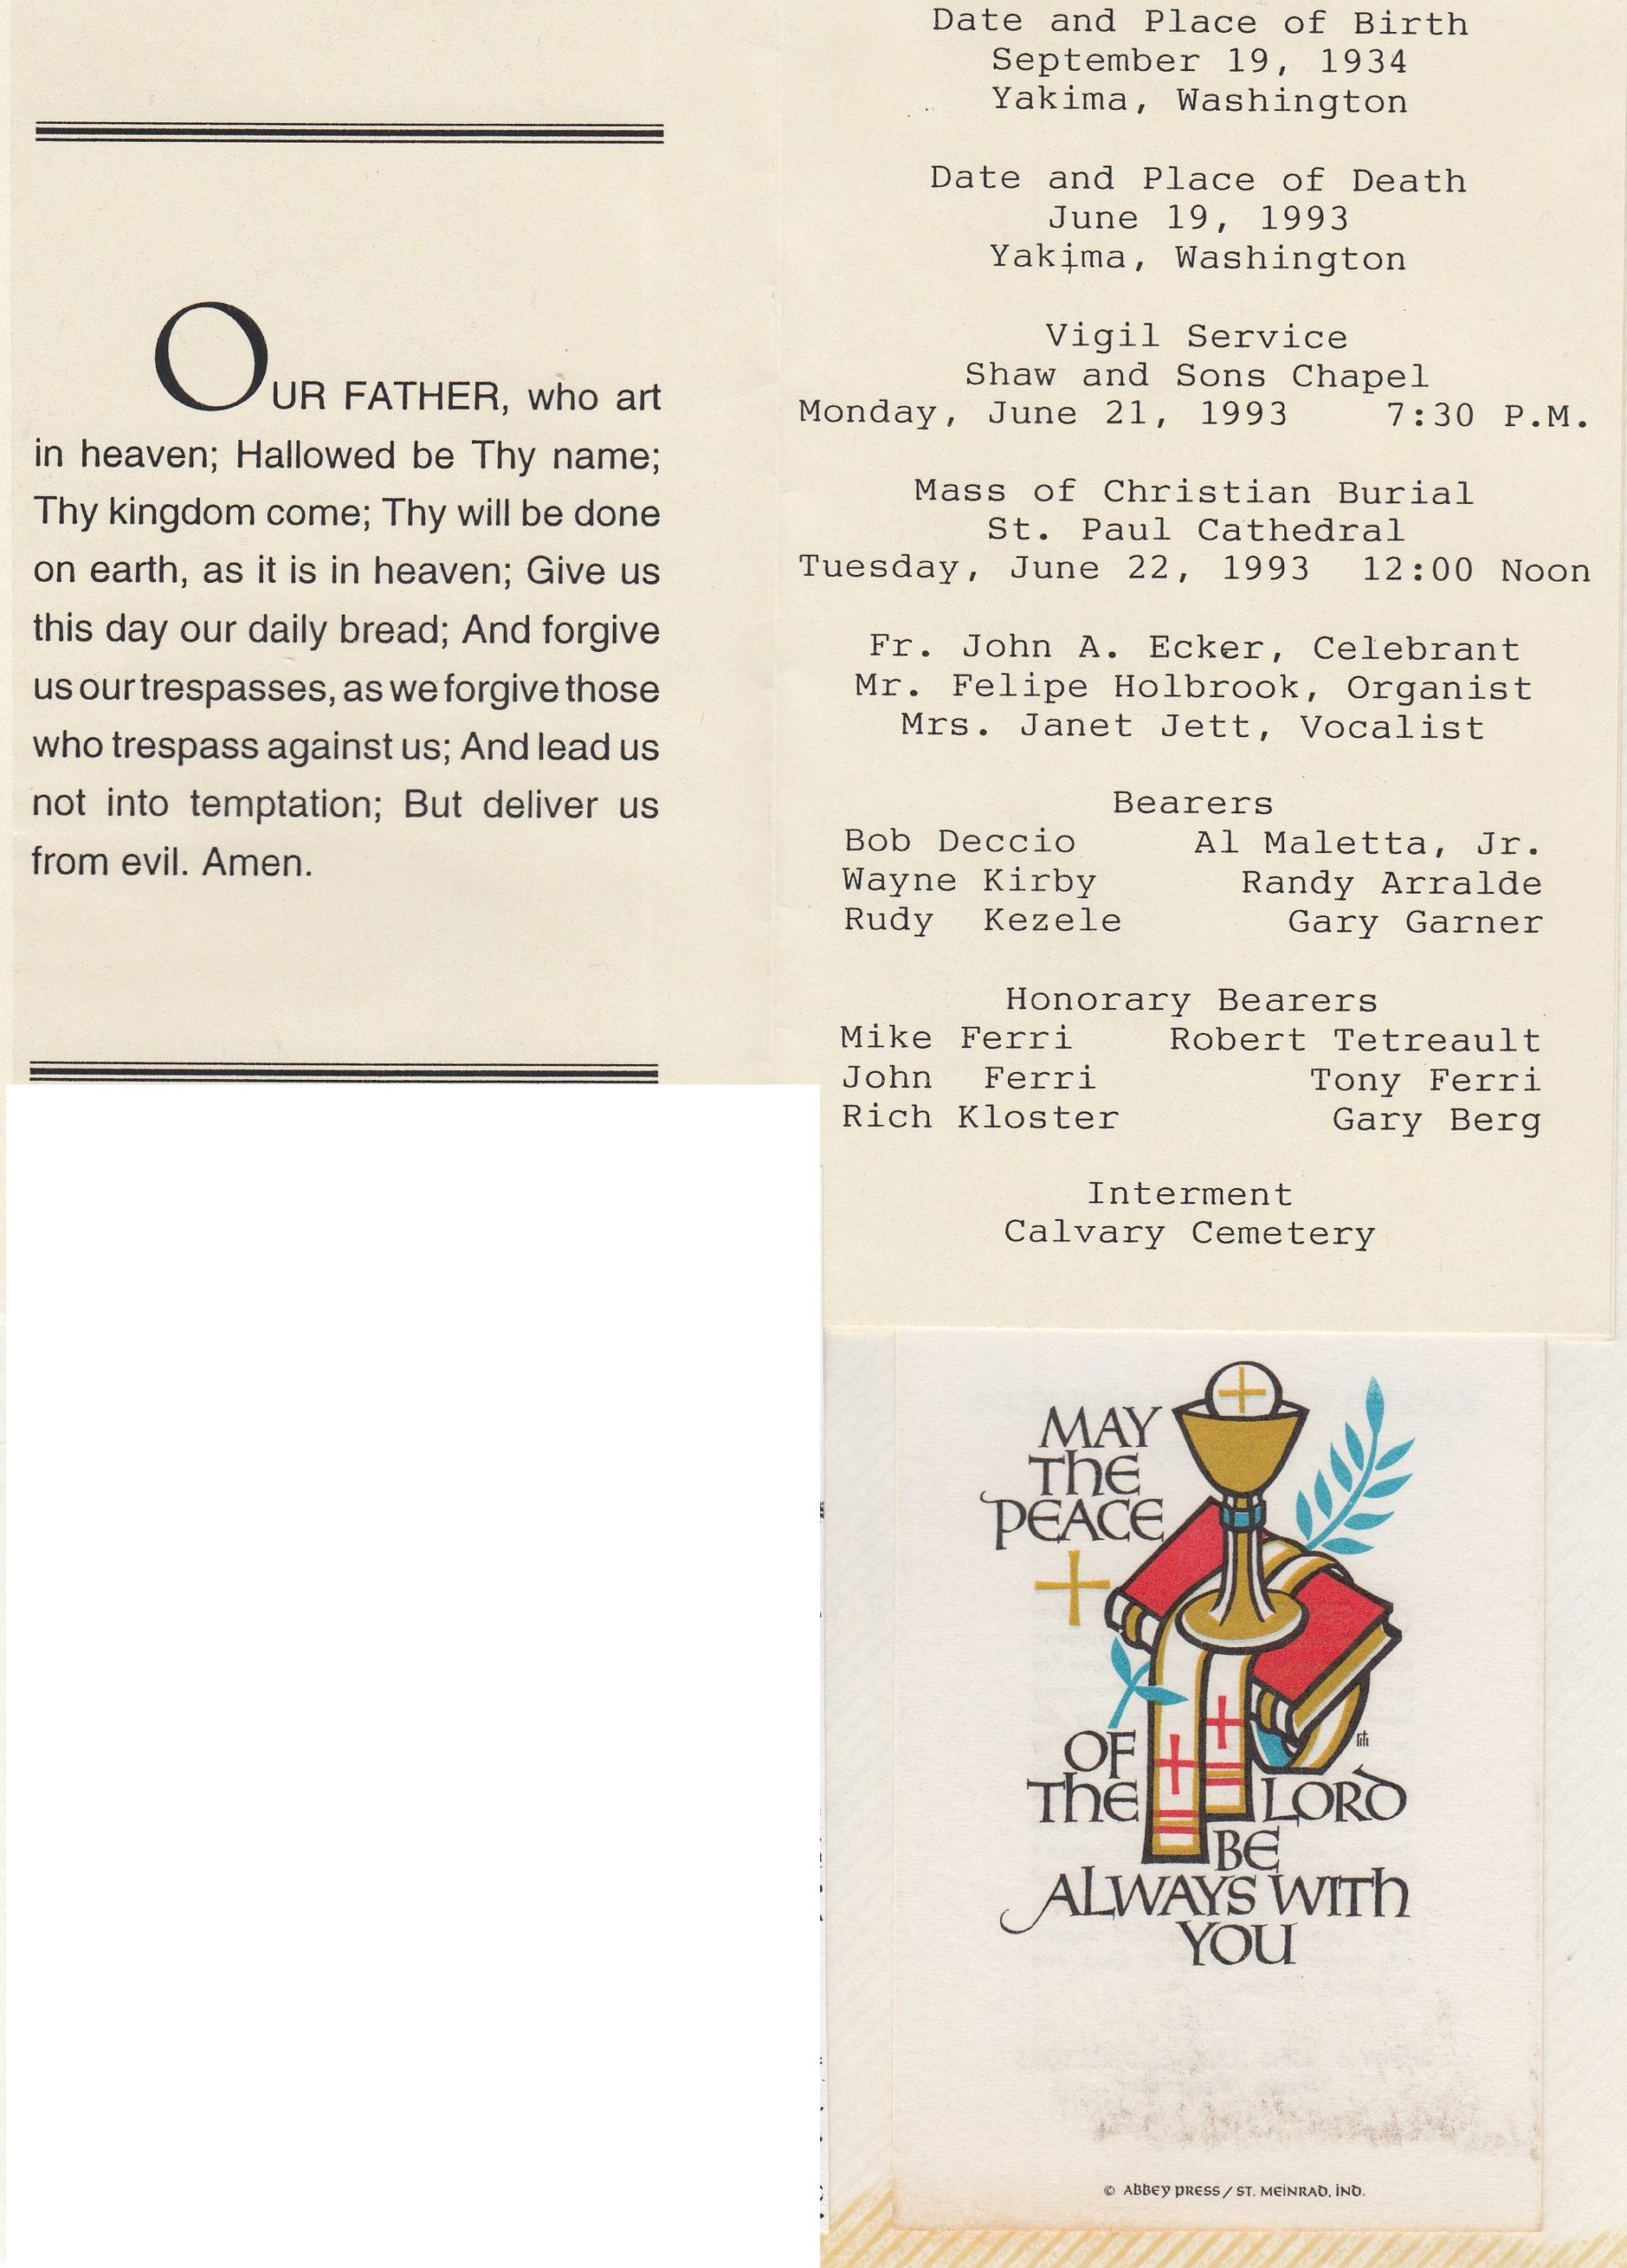 OUR FATHER, who art
in heaven; Hallowed be Thy name;
Thy kingdom come; Thy will be done
on earth, as it is in heaven; Give us
this day our daily bread; And forgive
us our trespasses, as we forgive those
who trespass against us; And lead us
not into temptation; But deliver us
from evil. Amen.
Date and Place of Birth
September 19, 1934
Yakima, Washington
Date and Place of Death
June 19, 1993
Yakima, Washington
Vigil Service
Shaw and Sons Chapel
Monday, June 21, 1993 7:30 P.M.
Mass of Christian Burial
St. Paul Cathedral
Tuesday, June 22, 1993 12:00 Noon
Fr. John A. Ecker, Celebrant
Mr. Felipe Holbrook, Organist
Mrs. Janet Jett, Vocalist
Bearers
Bob Deccio Al Maletta, Jr.
Wayne Kirby Randy Arralde
Rudy Kezele Gary Garner
Honorary Bearers
Mike Ferri Robert Tetreault
John Ferri Tony Ferri
Rich Kloster Gary Berg
Interment
Calvary Cemetery
MAY
THE
PEACE
OF
THE LORD
BE
ALWAYS WITH
YOU
© ABBEY PRESS / ST. MEINRAD, IND.